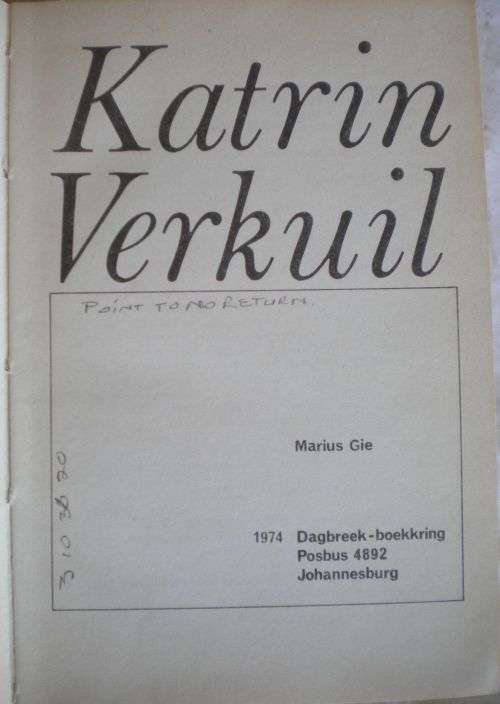 Katrin
Verkuil
POINT TO NO RETURN.
Marius Gie
1974 Dagbreek-boekkring
Posbus 4892
Johannesburg